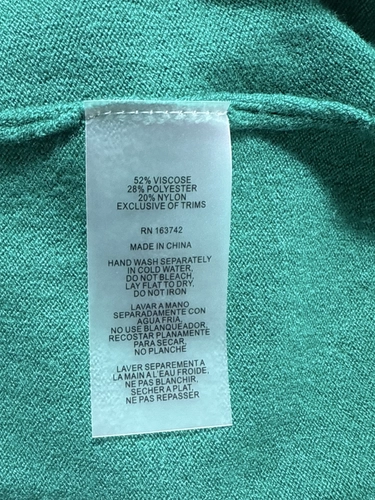 52% VISCOSE
28% POLYESTER
20% NYLON
EXCLUSIVE OF TRIMS
RN 163742
MADE IN CHINA
HAND WASH SEPARATELY
IN COLD WATER,
DO NOT BLEACH,
LAY FLAT TO DRY,
DO NOT IRON
LAVAR A MANO
SEPARADAMENTE CON
AGUA FRIA,
NO USE BLANQUEADOR,
RECOSTAR PLANAMENTE
PARA SECAR,
NO PLANCHE
LAVER SEPAREMENT A
LA MAIN A L'EAU FROIDE.
NE PAS BLANCHIR.
SECHER A PLAT,
NE PAS REPASSER